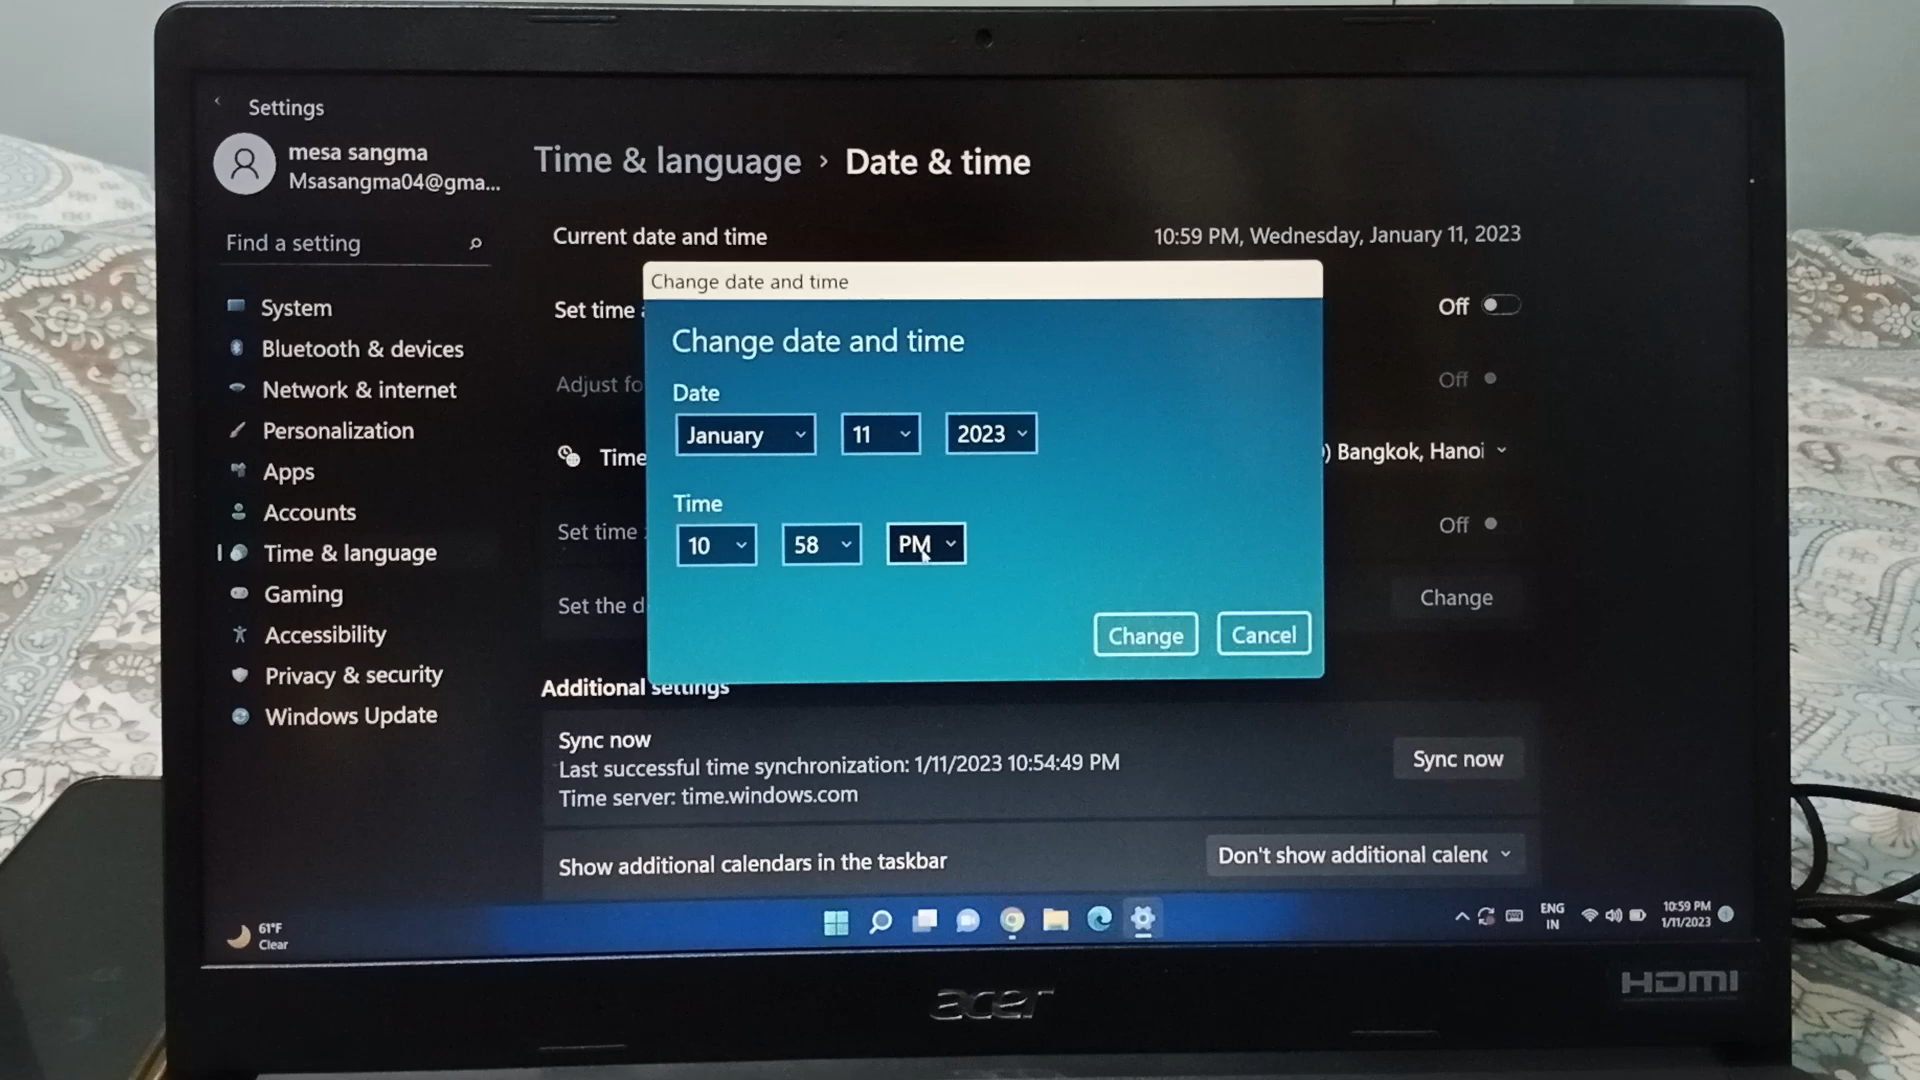 Settings
mesa sangma
Msasangma04@gma...
Find a setting
System
Bluetooth & devices
Network & internet
Personalization
Apps
Accounts
Time & language
Gaming
Accessibility
Privacy & security
Windows Update
Time & language › Date & time
Current date and time
10:59 PM, Wednesday, January 11, 2023
Set time
Off
Adjust fo
Off
Time
) Bangkok, Hanoi
Set time
Off
Set the d
Change
Change date and time
Change date and time
Date
January 11 2023
Time
10 58 PM
Change Cancel
Additional settings
Sync now
Last successful time synchronization: 1/11/2023 10:54:49 PM
Time server: time.windows.com
Sync now
Show additional calendars in the taskbar
Don't show additional calend
61°F
Clear
ENG
IN
10:59 PM
1/11/2023
acer
HDMI